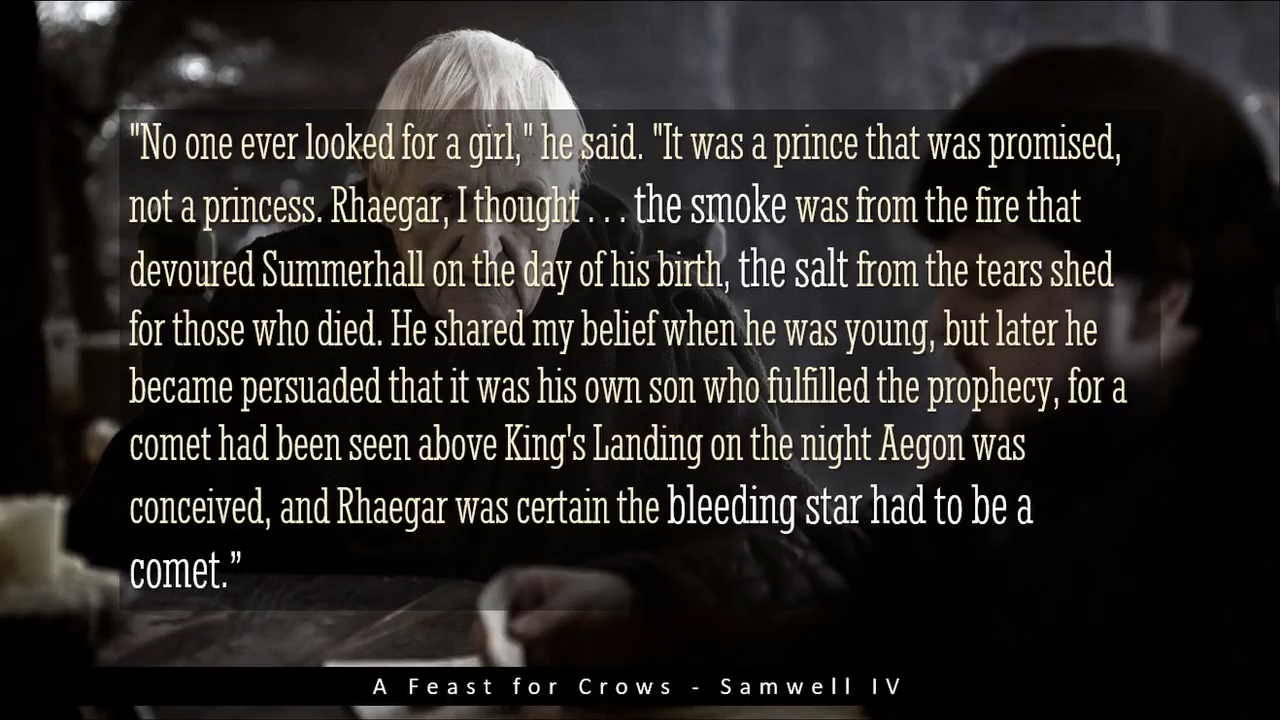 "No one ever looked for a girl," he said. "It was a prince that was promised,
not a princess. Rhaegar, I thought . . . the smoke was from the fire that
devoured Summerhall on the day of his birth, the salt from the tears shed
for those who died. He shared my belief when he was young, but later he
became persuaded that it was his own son who fulfilled the prophecy, for a
comet had been seen above King's Landing on the night Aegon was
conceived, and Rhaegar was certain the bleeding star had to be a
comet.”
A Feast for Crows - Samwell IV